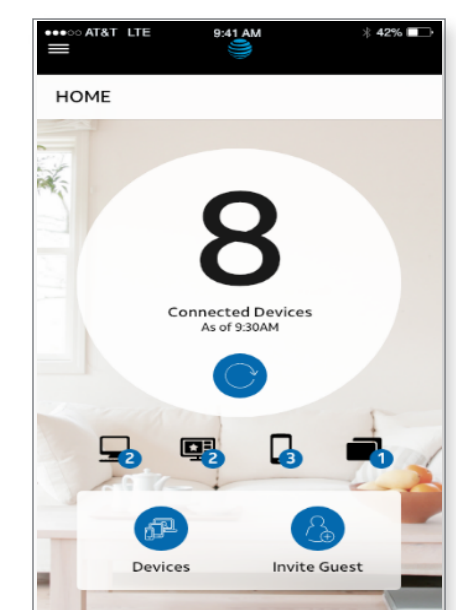 AT&T LTE 9:41 AM 42%
HOME
8
Connected Devices
As of 9:30AM
2 2 3 1
Devices Invite Guest